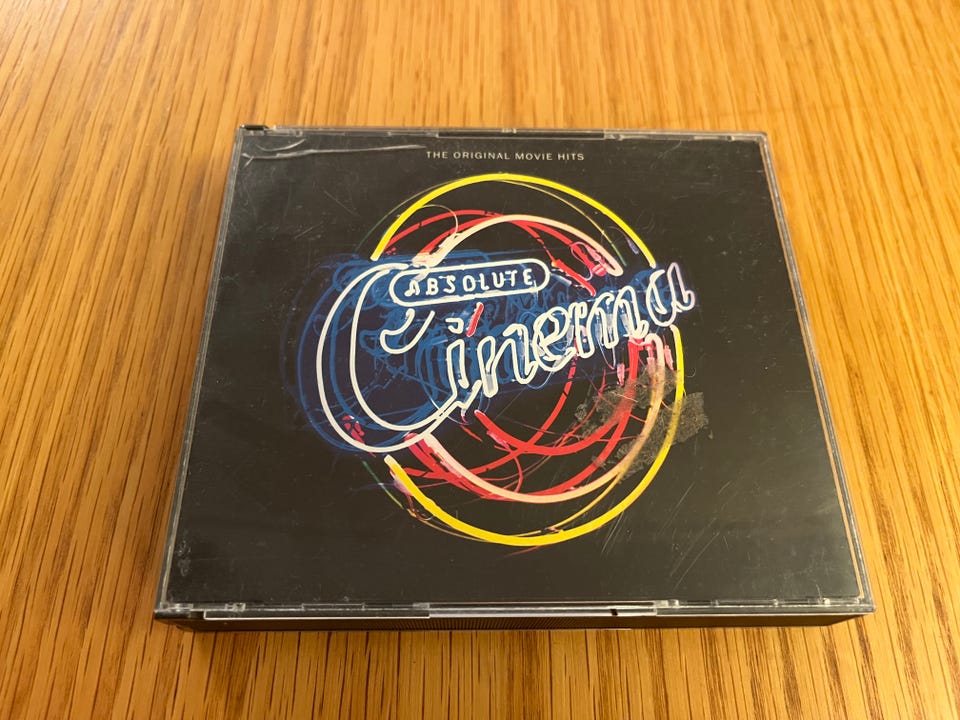 THE ORIGINAL MOVIE HITS
ABSOLUTE
Cinema